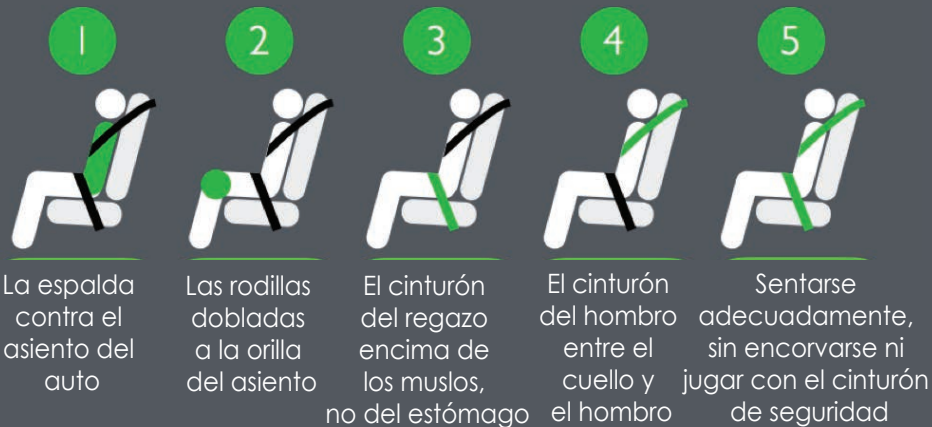 1
La espalda
contra el
asiento del
auto
2
Las rodillas
dobladas
a la orilla
del asiento
3
El cinturón
del regazo
encima de
los muslos,
no del estómago
4
El cinturón
del hombro
entre el
cuello y
el hombro
5
Sentarse
adecuadamente,
sin encorvarse ni
jugar con el cinturón
de seguridad